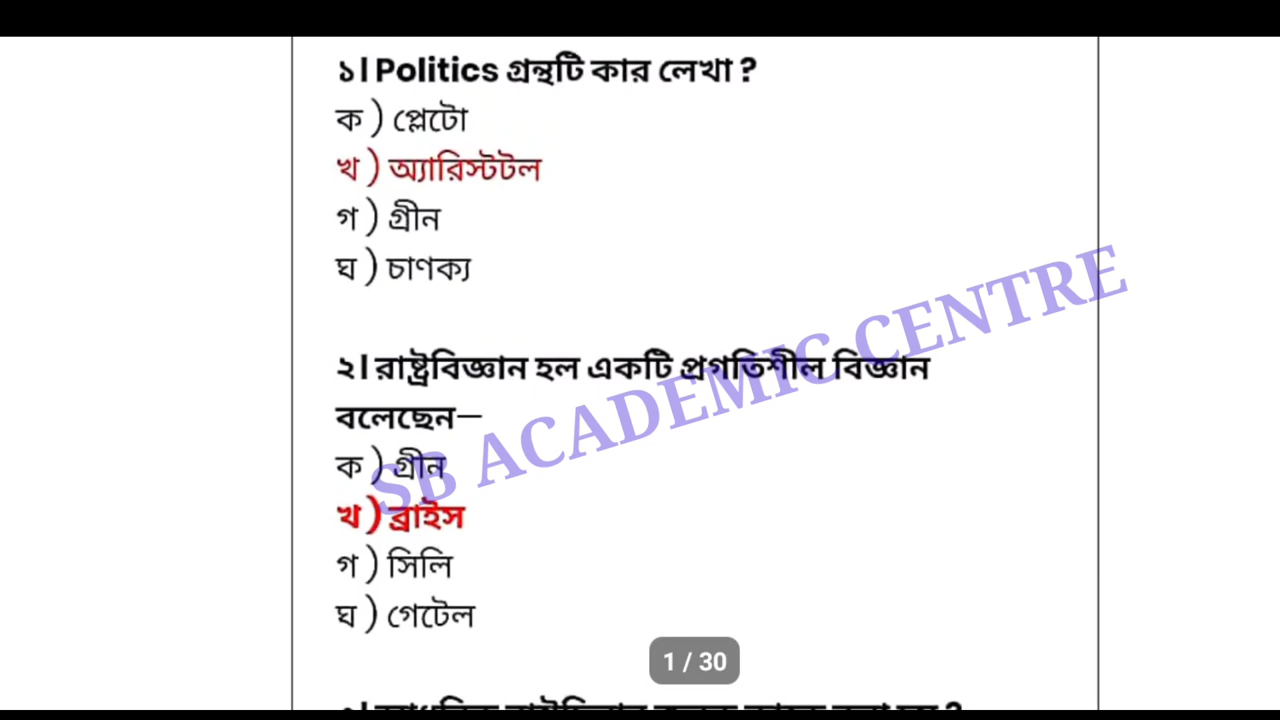 ১। Politics গ্রন্থটি কার লেখা ?
ক ) প্লেটো
খ ) অ্যারিস্টটল
গ ) গ্রীন
ঘ ) চাণক্য
২। রাষ্ট্রবিজ্ঞান হল একটি প্রগতিশীল বিজ্ঞান
বলেছেন—
ক ) গ্রীন
খ ) ব্রাইস
গ ) সিলি
ঘ ) গেটেল
SB ACADEMIC CENTRE
1 / 30